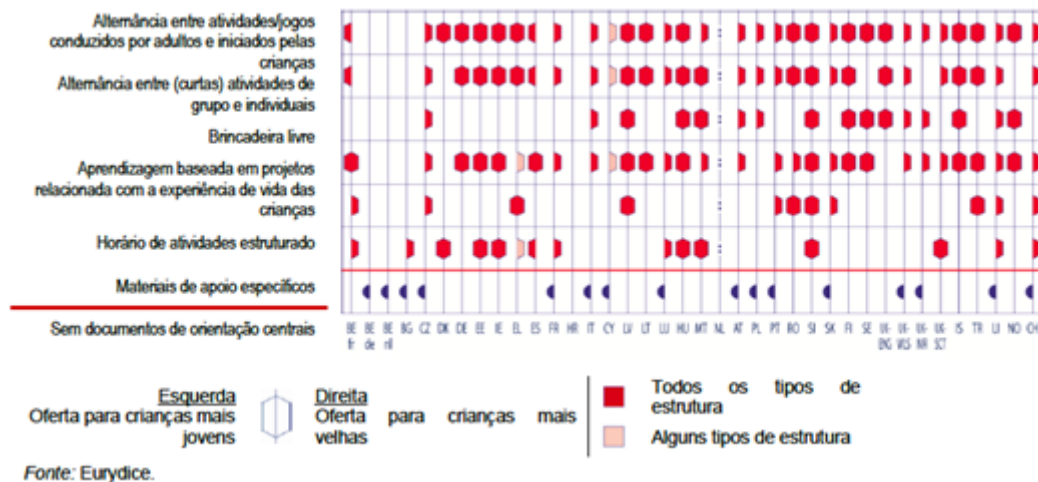 Alternância entre atividades/jogos
conduzidos por adultos e iniciados pelas
crianças
Alternância entre (curtas) atividades de
grupo e individuais
Brincadeira livre
Aprendizagem baseada em projetos
relacionada com a experiência de vida das
crianças
Horário de atividades estruturado
Materiais de apoio específicos
Sem documentos de orientação centrais
BE fr BE de BE nl BG CZ DK DE EE IE EL ES FR HR IT CY LV LT LU HU MT NL AT PL PT RO SI SK FI SE UK-ENG UK-WLS UK-NIR UK-SCT IS TR LI NO CH
Esquerda
Oferta para crianças mais
jovens
Direita
Oferta para crianças mais
velhas
Todos os tipos de
estrutura
Alguns tipos de estrutura
Fonte: Eurydice.